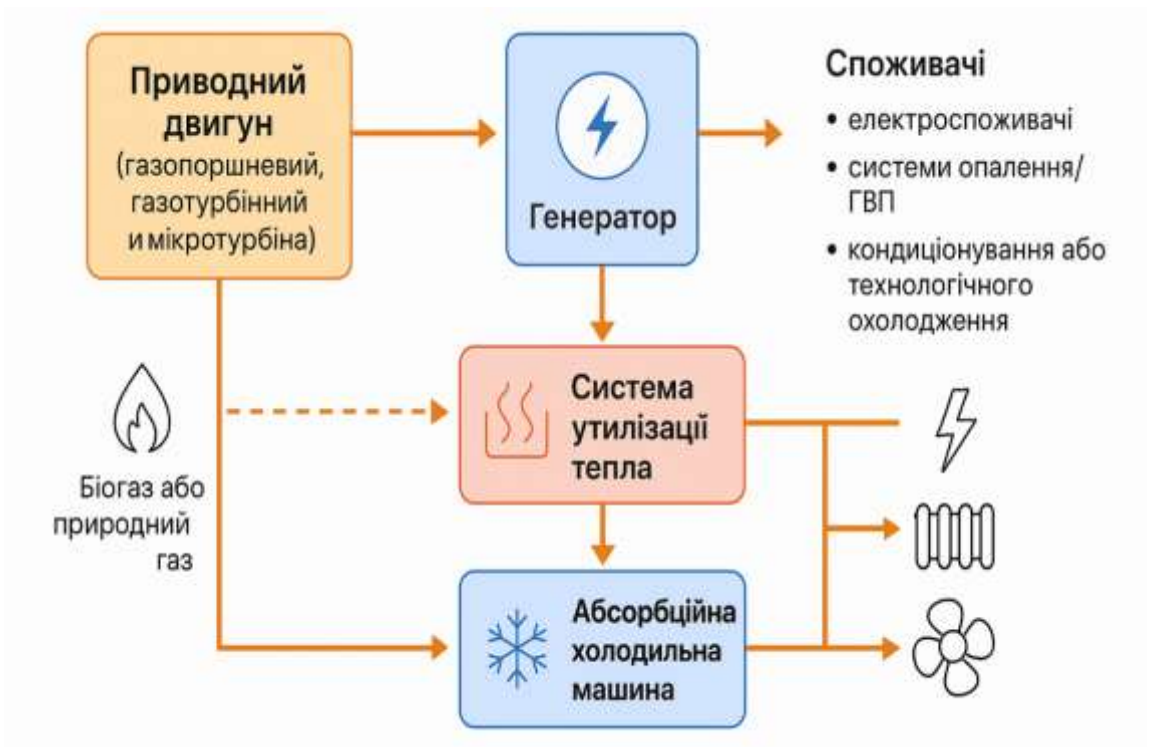 Приводний
двигун
(газопоршневий,
газотурбінний
и мікротурбіна)
Генератор
Споживачі
• електроспоживачі
• системи опалення/
ГВП
• кондиціонування або
технологічного
охолодження
Біогаз або
природний
газ
Система
утилізації
тепла
Абсорбційна
холодильна
машина